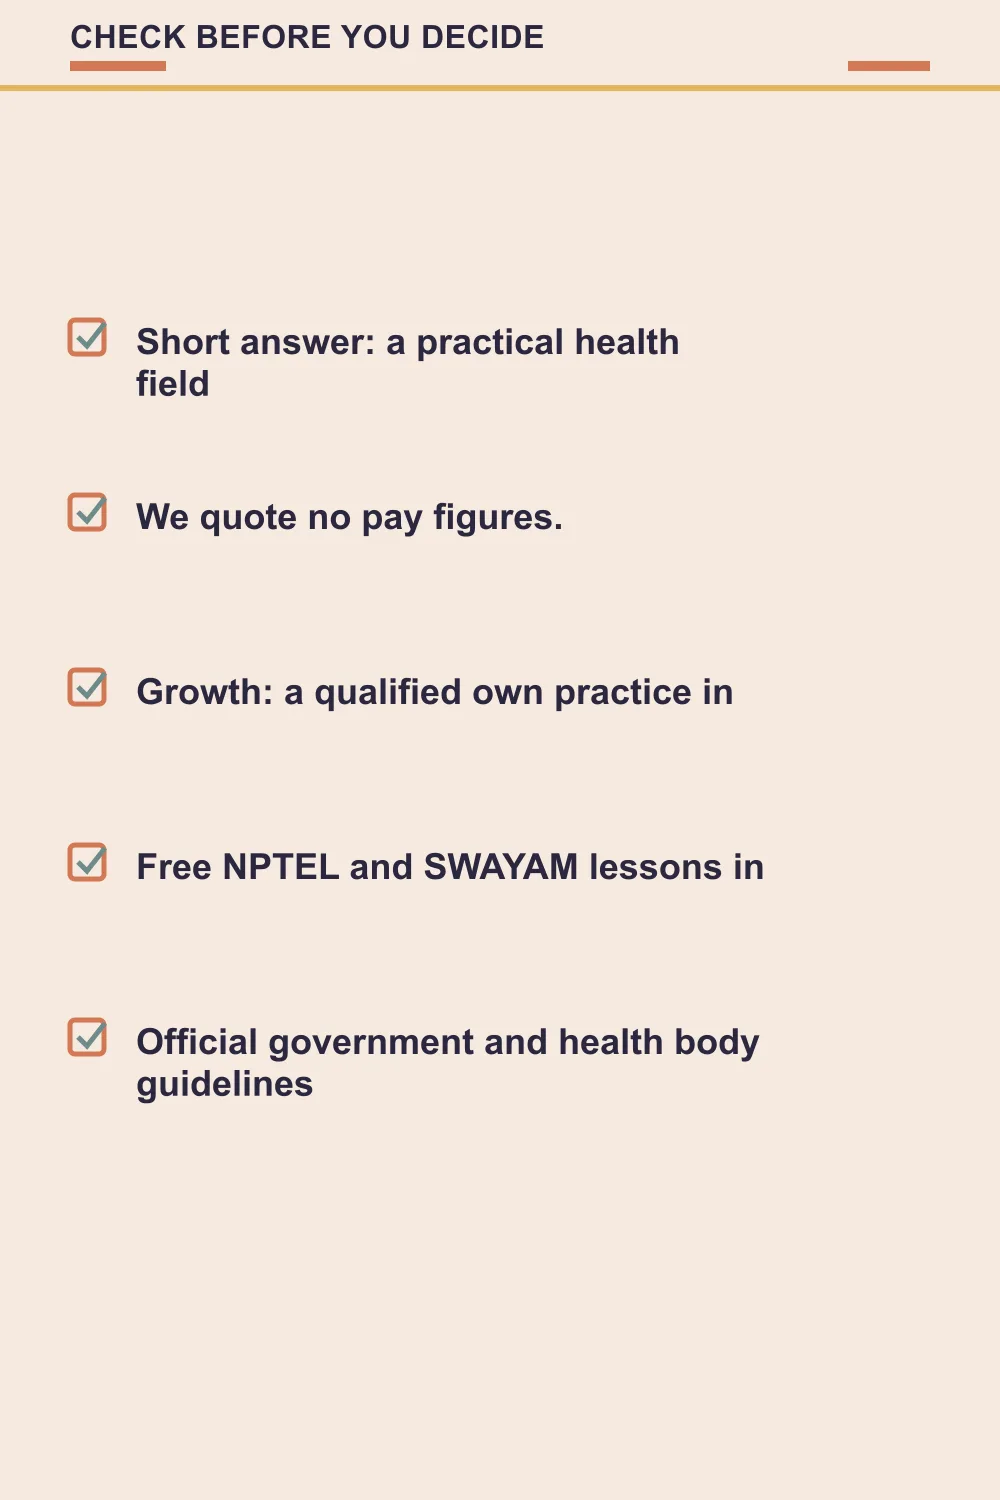 CHECK BEFORE YOU DECIDE
Short answer: a practical health
field
We quote no pay figures.
Growth: a qualified own practice in
Free NPTEL and SWAYAM lessons in
Official government and health body
guidelines